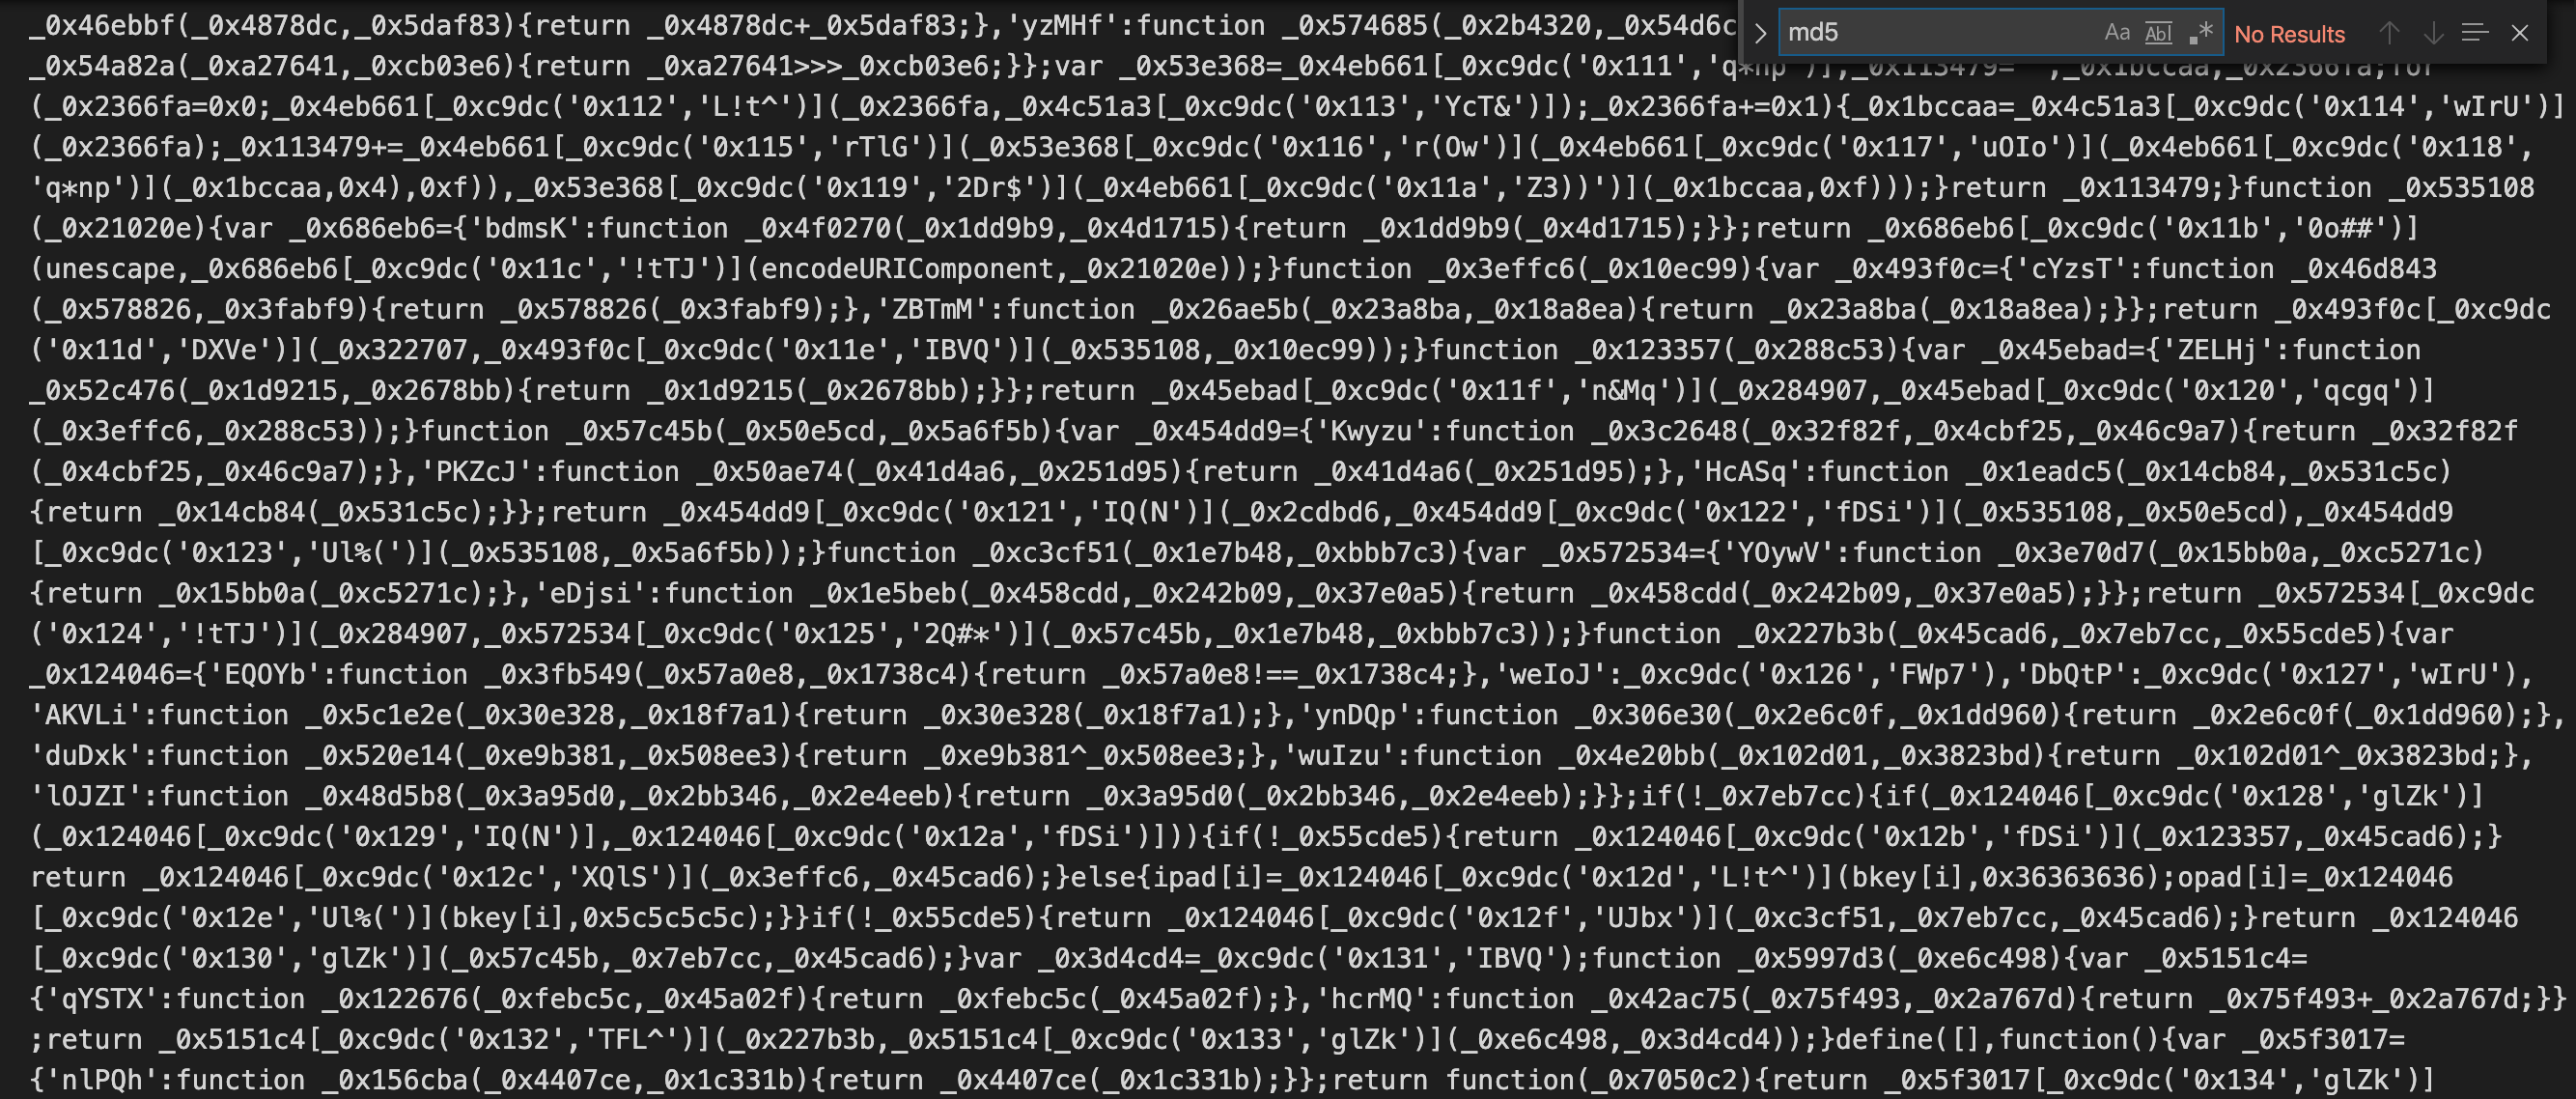 _0x46ebbf(_0x4878dc,_0x5daf83){return _0x4878dc+_0x5daf83;},'yzMHf':function _0x574685(_0x2b4320,_0x54d6c
md5
Aa Abl .*
No Results
_0x54a82a(_0xa27641,_0xcb03e6){return _0xa27641>>>_0xcb03e6;}};var _0x53e368=_0x4eb661[_0xc9dc('0x111','q*np')],_0x113479='',_0x1bccaa,_0x2366fa;for
(_0x2366fa=0x0;_0x4eb661[_0xc9dc('0x112','L!t^')](_0x2366fa,_0x4c51a3[_0xc9dc('0x113','YcT&')]);_0x2366fa+=0x1){_0x1bccaa=_0x4c51a3[_0xc9dc('0x114','wIrU')]
(_0x2366fa);_0x113479+=_0x4eb661[_0xc9dc('0x115','rTlG')](_0x53e368[_0xc9dc('0x116','r(Ow')](_0x4eb661[_0xc9dc('0x117','uOIo')](_0x4eb661[_0xc9dc('0x118',
'q*np')](_0x1bccaa,0x4),0xf)),_0x53e368[_0xc9dc('0x119','2Dr$')](_0x4eb661[_0xc9dc('0x11a','Z3))')](_0x1bccaa,0xf)));}return _0x113479;}function _0x535108
(_0x21020e){var _0x686eb6={'bdmsK':function _0x4f0270(_0x1dd9b9,_0x4d1715){return _0x1dd9b9(_0x4d1715);}};return _0x686eb6[_0xc9dc('0x11b','0o##')]
(unescape,_0x686eb6[_0xc9dc('0x11c','!tTJ')](encodeURIComponent,_0x21020e));}function _0x3effc6(_0x10ec99){var _0x493f0c={'cYzsT':function _0x46d843
(_0x578826,_0x3fabf9){return _0x578826(_0x3fabf9);},'ZBTmM':function _0x26ae5b(_0x23a8ba,_0x18a8ea){return _0x23a8ba(_0x18a8ea);}};return _0x493f0c[_0xc9dc
('0x11d','DXVe')](_0x322707,_0x493f0c[_0xc9dc('0x11e','IBVQ')](_0x535108,_0x10ec99));}function _0x123357(_0x288c53){var _0x45ebad={'ZELHj':function
_0x52c476(_0x1d9215,_0x2678bb){return _0x1d9215(_0x2678bb);}};return _0x45ebad[_0xc9dc('0x11f','n&Mq')](_0x284907,_0x45ebad[_0xc9dc('0x120','qcgq')]
(_0x3effc6,_0x288c53));}function _0x57c45b(_0x50e5cd,_0x5a6f5b){var _0x454dd9={'Kwyzu':function _0x3c2648(_0x32f82f,_0x4cbf25,_0x46c9a7){return _0x32f82f
(_0x4cbf25,_0x46c9a7);},'PKZcJ':function _0x50ae74(_0x41d4a6,_0x251d95){return _0x41d4a6(_0x251d95);},'HcASq':function _0x1eadc5(_0x14cb84,_0x531c5c)
{return _0x14cb84(_0x531c5c);}};return _0x454dd9[_0xc9dc('0x121','IQ(N')](_0x2cdbd6,_0x454dd9[_0xc9dc('0x122','fDSi')](_0x535108,_0x50e5cd),_0x454dd9
[_0xc9dc('0x123','Ul%(')](_0x535108,_0x5a6f5b));}function _0xc3cf51(_0x1e7b48,_0xbbb7c3){var _0x572534={'YOywV':function _0x3e70d7(_0x15bb0a,_0xc5271c)
{return _0x15bb0a(_0xc5271c);},'eDjsi':function _0x1e5beb(_0x458cdd,_0x242b09,_0x37e0a5){return _0x458cdd(_0x242b09,_0x37e0a5);}};return _0x572534[_0xc9dc
('0x124','!tTJ')](_0x284907,_0x572534[_0xc9dc('0x125','2Q#*')](_0x57c45b,_0x1e7b48,_0xbbb7c3));}function _0x227b3b(_0x45cad6,_0x7eb7cc,_0x55cde5){var
_0x124046={'EQOYb':function _0x3fb549(_0x57a0e8,_0x1738c4){return _0x57a0e8!==_0x1738c4;},'weIoJ':_0xc9dc('0x126','FWp7'),'DbQtP':_0xc9dc('0x127','wIrU'),
'AKVLi':function _0x5c1e2e(_0x30e328,_0x18f7a1){return _0x30e328(_0x18f7a1);},'ynDQp':function _0x306e30(_0x2e6c0f,_0x1dd960){return _0x2e6c0f(_0x1dd960);},
'duDxk':function _0x520e14(_0xe9b381,_0x508ee3){return _0xe9b381^_0x508ee3;},'wuIzu':function _0x4e20bb(_0x102d01,_0x3823bd){return _0x102d01^_0x3823bd;},
'lOJZI':function _0x48d5b8(_0x3a95d0,_0x2bb346,_0x2e4eeb){return _0x3a95d0(_0x2bb346,_0x2e4eeb);}};if(!_0x7eb7cc){if(_0x124046[_0xc9dc('0x128','glZk')]
(_0x124046[_0xc9dc('0x129','IQ(N')],_0x124046[_0xc9dc('0x12a','fDSi')])){if(!_0x55cde5){return _0x124046[_0xc9dc('0x12b','fDSi')](_0x123357,_0x45cad6);}
return _0x124046[_0xc9dc('0x12c','XQlS')](_0x3effc6,_0x45cad6);}else{ipad[i]=_0x124046[_0xc9dc('0x12d','L!t^')](bkey[i],0x36363636);opad[i]=_0x124046
[_0xc9dc('0x12e','Ul%(')](bkey[i],0x5c5c5c5c);}}if(!_0x55cde5){return _0x124046[_0xc9dc('0x12f','UJbx')](_0xc3cf51,_0x7eb7cc,_0x45cad6);}return _0x124046
[_0xc9dc('0x130','glZk')](_0x57c45b,_0x7eb7cc,_0x45cad6);}var _0x3d4cd4=_0xc9dc('0x131','IBVQ');function _0x5997d3(_0xe6c498){var _0x5151c4=
{'qYSTX':function _0x122676(_0xfebc5c,_0x45a02f){return _0xfebc5c(_0x45a02f);},'hcrMQ':function _0x42ac75(_0x75f493,_0x2a767d){return _0x75f493+_0x2a767d;}}
;return _0x5151c4[_0xc9dc('0x132','TFL^')](_0x227b3b,_0x5151c4[_0xc9dc('0x133','glZk')](_0xe6c498,_0x3d4cd4));}define([],function(){var _0x5f3017=
{'nlPQh':function _0x156cba(_0x4407ce,_0x1c331b){return _0x4407ce(_0x1c331b);}};return function(_0x7050c2){return _0x5f3017[_0xc9dc('0x134','glZk')]